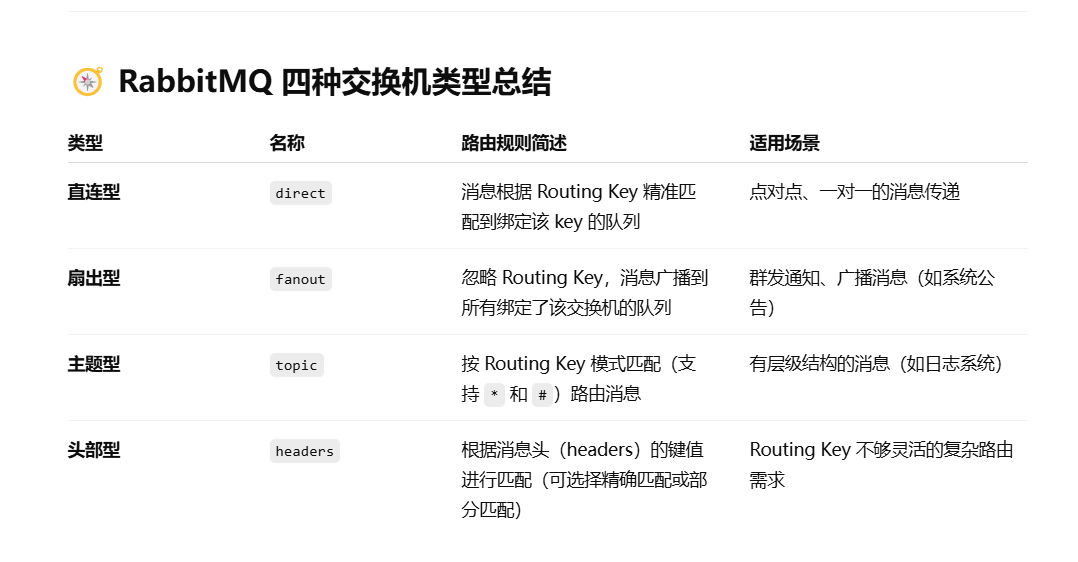 🧭 RabbitMQ 四种交换机类型总结
类型 名称 路由规则简述 适用场景
直连型 direct 消息根据 Routing Key 精准匹 点对点、一对一的消息传递
配到绑定该 key 的队列
扇出型 fanout 忽略 Routing Key，消息广播到 群发通知、广播消息（如系统公
所有绑定了该交换机的队列 告）
主题型 topic 按 Routing Key 模式匹配（支 有层级结构的消息（如日志系统）
持 * 和 #）路由消息
头部型 headers 根据消息头（headers）的键值 Routing Key 不够灵活的复杂路由
进行匹配（可选择精确匹配或部 需求
分匹配）